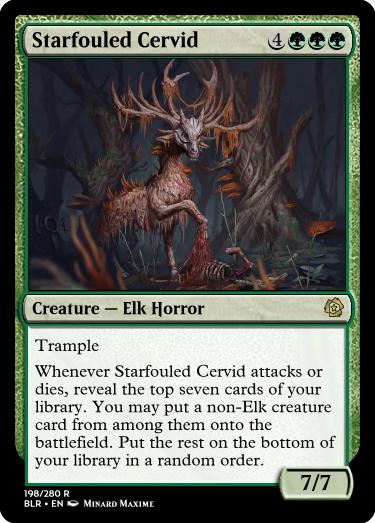 Starfouled Cervid 4
Creature — Elk Horror
Trample
Whenever Starfouled Cervid attacks or
dies, reveal the top seven cards of your
library. You may put a non-Elk creature
card from among them onto the
battlefield. Put the rest on the bottom of
your library in a random order.
7/7
198/280 R
BLR • EN Minard Maxime